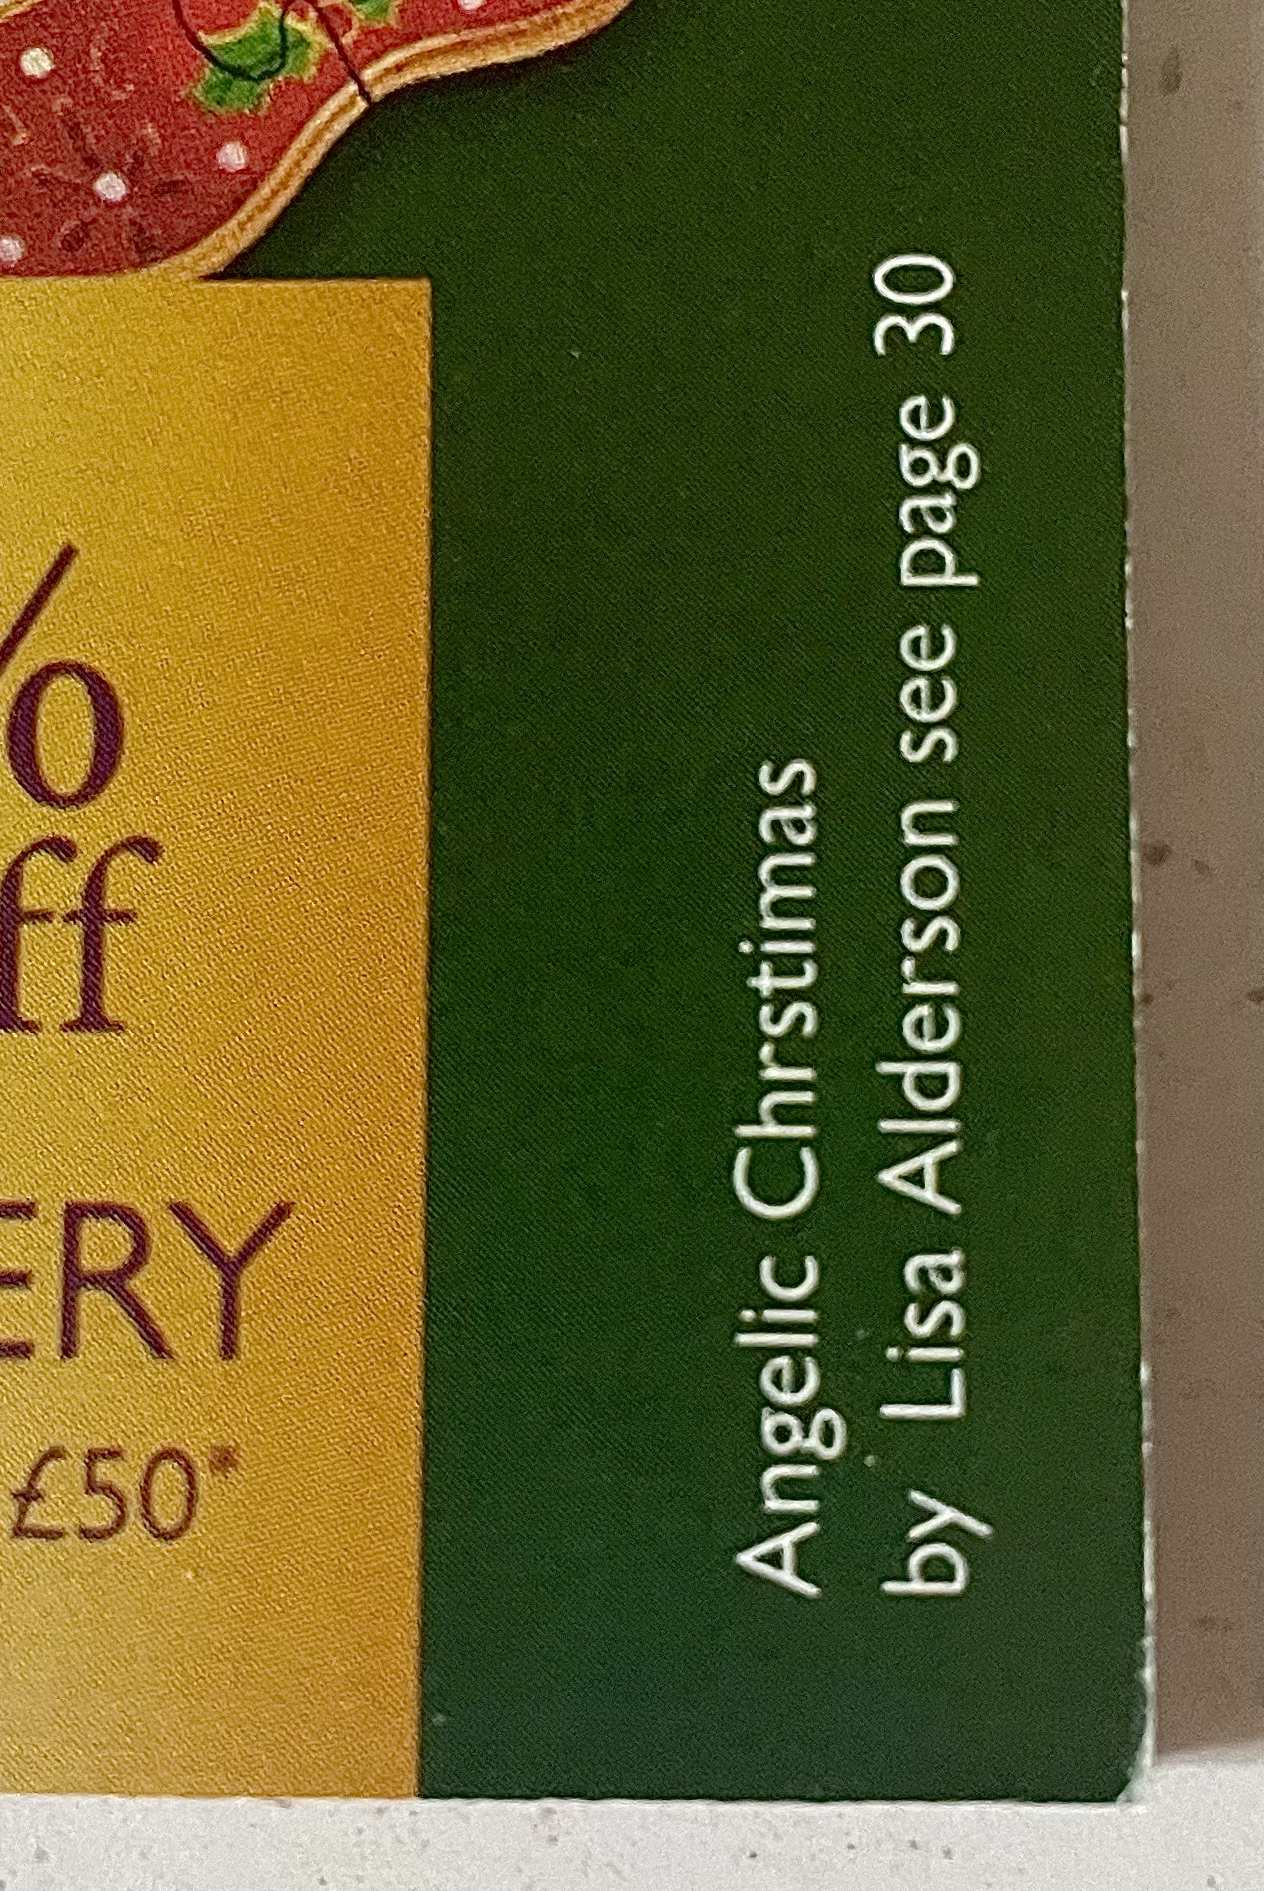 %
ff
ERY
£50*
Angelic Chrstimas
by Lisa Alderson see page 30